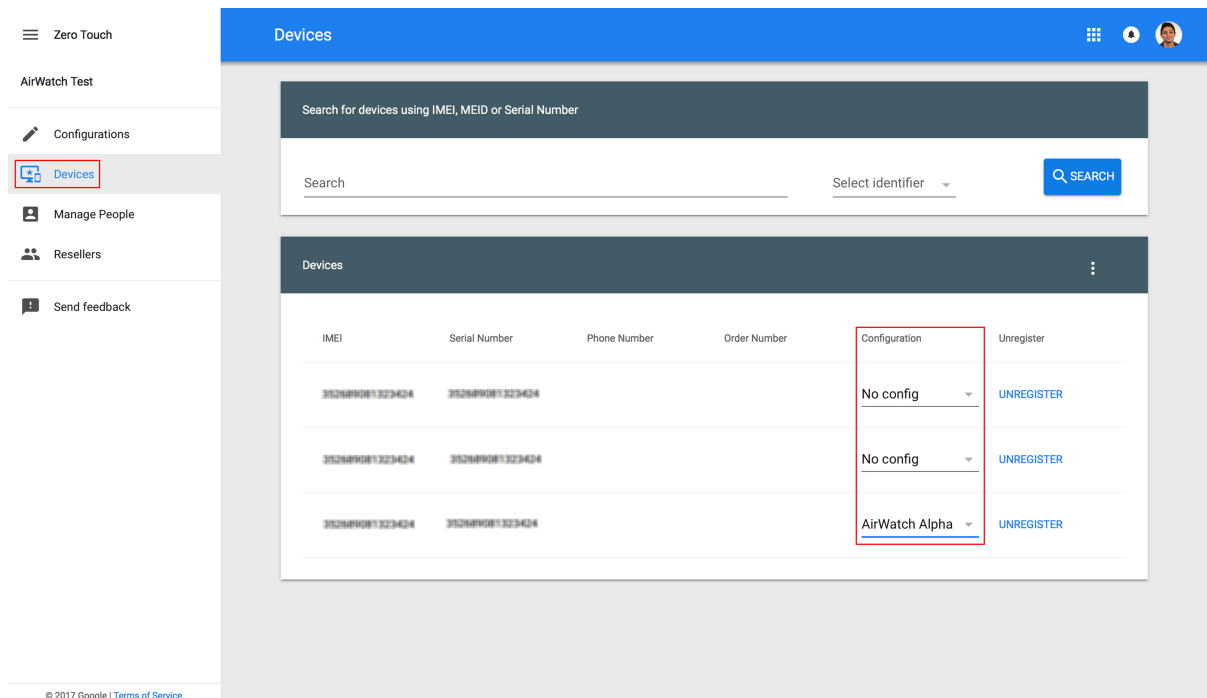 Zero Touch
Devices
AirWatch Test
Configurations
Devices
Manage People
Resellers
Send feedback
Search for devices using IMEI, MEID or Serial Number
Search
Select identifier
SEARCH
Devices
IMEI Serial Number Phone Number Order Number Configuration Unregister
No config UNREGISTER
No config UNREGISTER
AirWatch Alpha UNREGISTER
© 2017 Google | Terms of Service